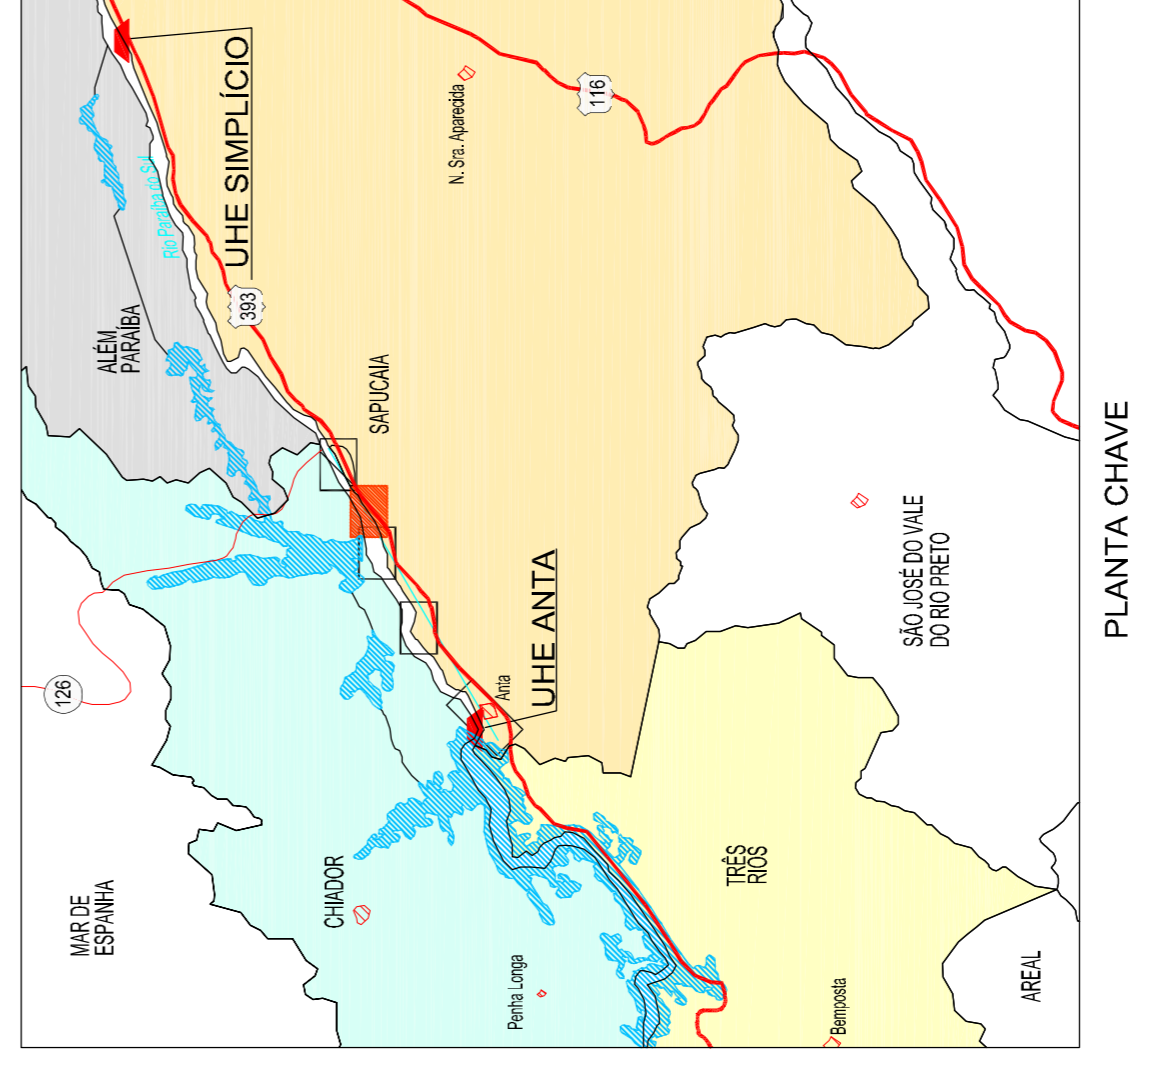 UHE SIMPLÍCIO
N. Sra. Aparecida
116
Rio Paraíba do Sul
393
ALÉM
PARAÍBA
SAPUCAIA
126
UHE ANTA
Anta
SÃO JOSÉ DO VALE
DO RIO PRETO
PLANTA CHAVE
MAR DE
ESPANHA
CHIADOR
TRÊS
RIOS
Penha Longa
Bemposta
AREAL